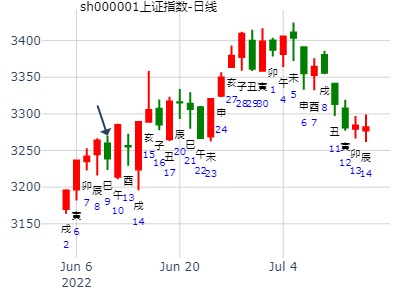 sh000001上证指数-日线
3400
3350
3300
3250
3200
3150
戌
2
寅
6
卯
7
辰
8
巳
9
午
10
酉
13
戌
14
亥
15
子
16
丑
17
辰
20
巳
21
午
22
未
23
申
24
亥
27
子
28
丑
29
寅
30
卯
1
午
4
未
5
申
6
酉
7
戌
8
丑
11
寅
12
卯
13
辰
14
Jun 6
2022
Jun 20
Jul 4